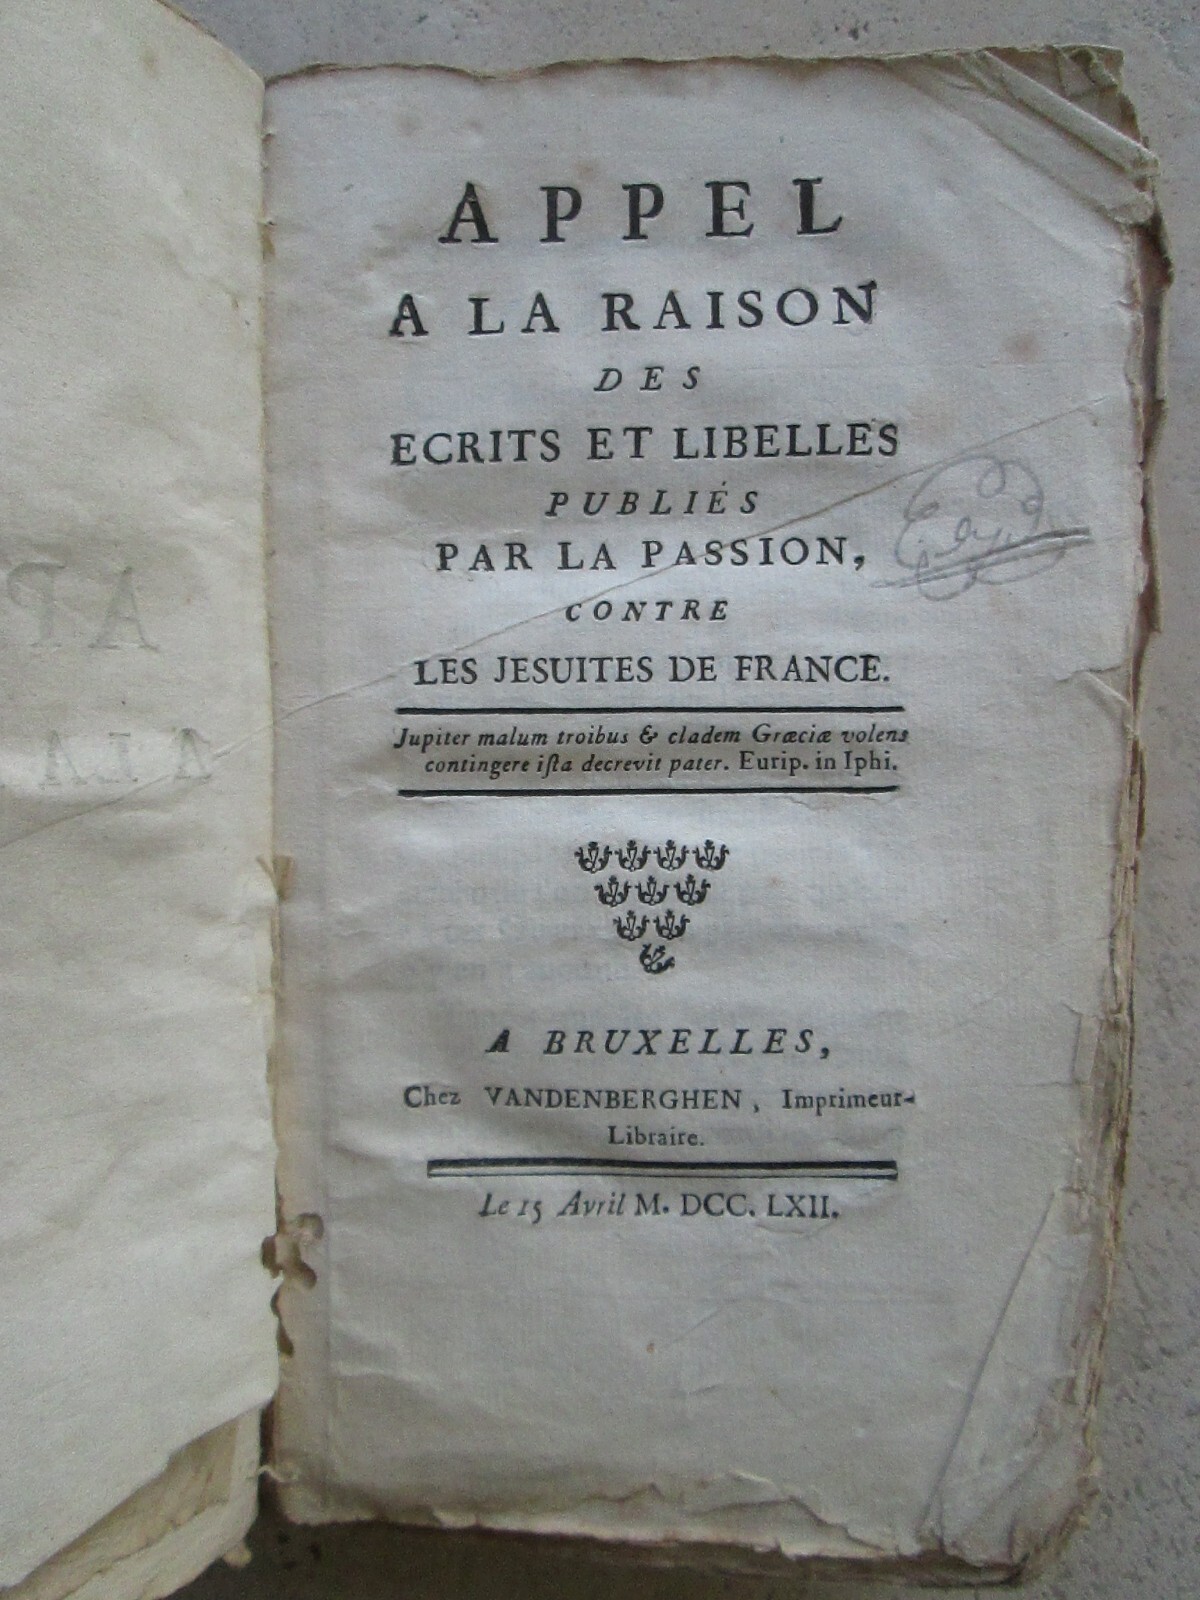 APPEL
A LA RAISON
DES
ECRITS ET LIBELLES
PUBLIÉS
PAR LA PASSION,
CONTRE
LES JESUITES DE FRANCE.
Jupiter malum troibus & cladem Græciæ volens
contingere iſta decrevit pater. Eurip. in Iphi.
A BRUXELLES,
Chez VANDENBERGHEN, Imprimeur-
Libraire.
Le 15 Avril M. DCC. LXII.